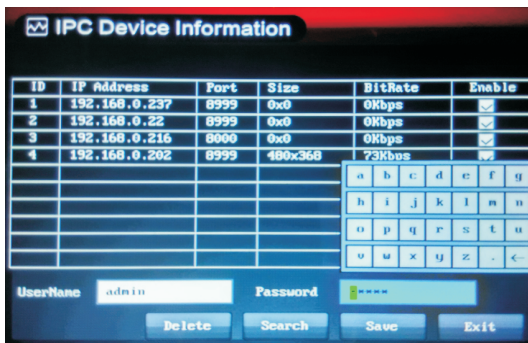 IPC Device Information
ID IP Address Port Size BitRate Enable
1 192.168.0.237 8999 0x0 0Kbps
2 192.168.0.22 8999 0x0 0Kbps
3 192.168.0.216 8000 0x0 0Kbps
4 192.168.0.202 8999 480x368 73Kbps
a b c d e f g
h i j k l m n
o p q r s t u
v w x y z . <-
UserName admin Password -----
Delete Search Save Exit